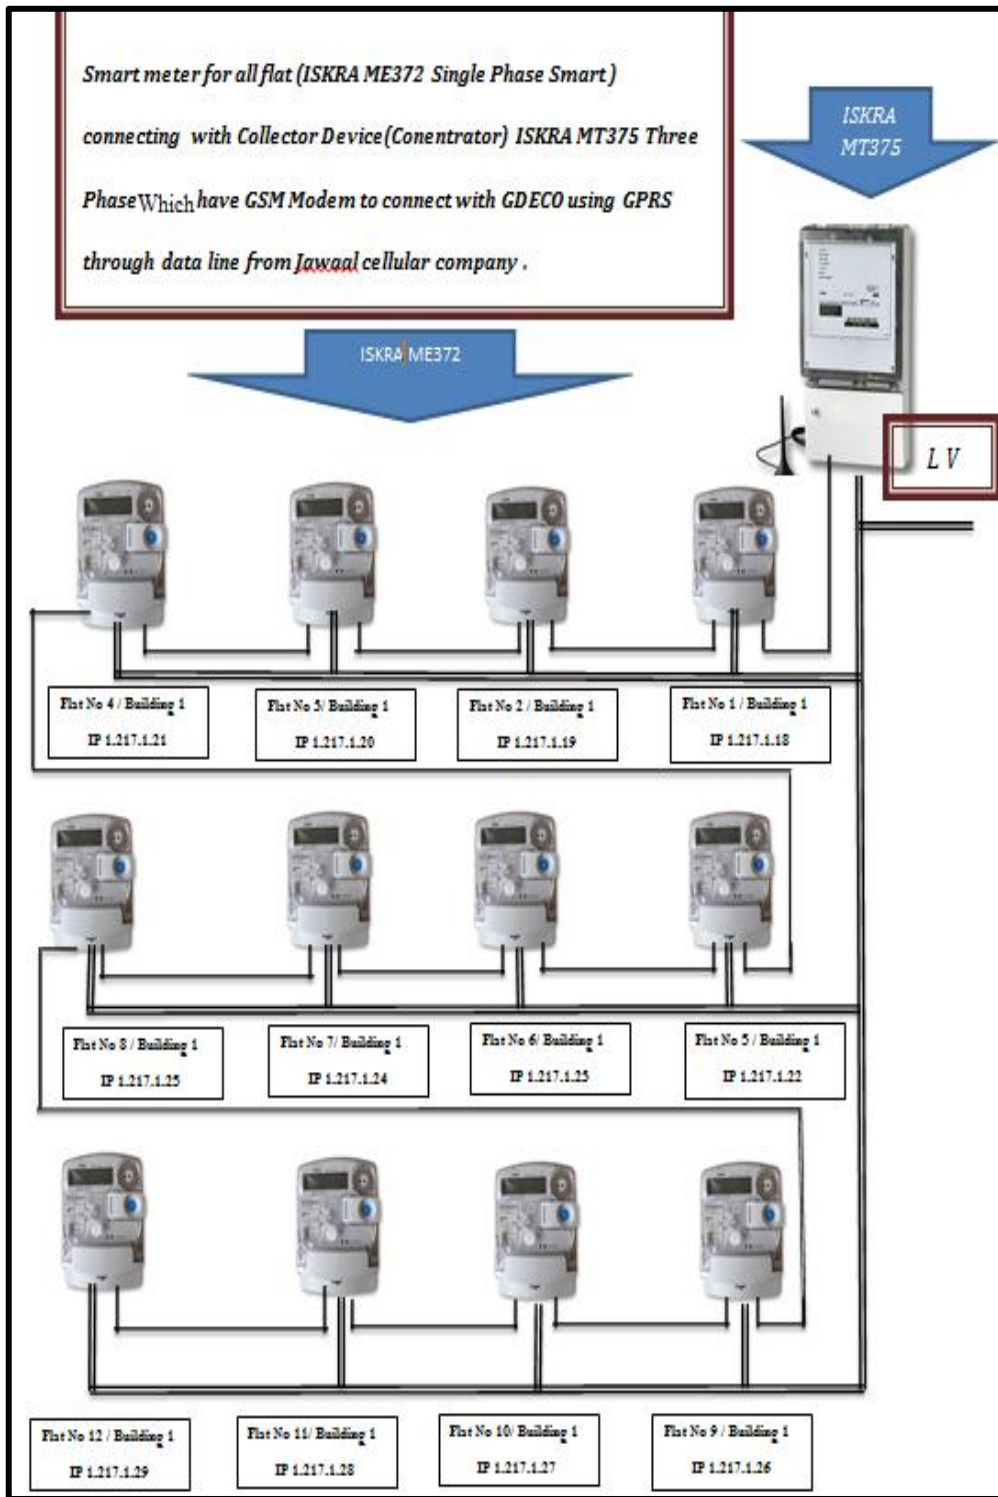 Smart meter for all flat (ISKRA ME372 Single Phase Smart)
connecting with Collector Device(Conentrator) ISKRA MT375 Three
Phase Which have GSM Modem to connect with GDECO using GPRS
through data line from Jawaal cellular company .
ISKRA
MT375
ISKRA ME372
L V
Flat No 4 / Building 1
IP 1.217.1.21
Flat No 3/ Building 1
IP 1.217.1.20
Flat No 2 / Building 1
IP 1.217.1.19
Flat No 1 / Building 1
IP 1.217.1.18
Flat No 8 / Building 1
IP 1.217.1.25
Flat No 7/ Building 1
IP 1.217.1.24
Flat No 6/ Building 1
IP 1.217.1.23
Flat No 5 / Building 1
IP 1.217.1.22
Flat No 12 / Building 1
IP 1.217.1.29
Flat No 11/ Building 1
IP 1.217.1.28
Flat No 10/ Building 1
IP 1.217.1.27
Flat No 9 / Building 1
IP 1.217.1.26